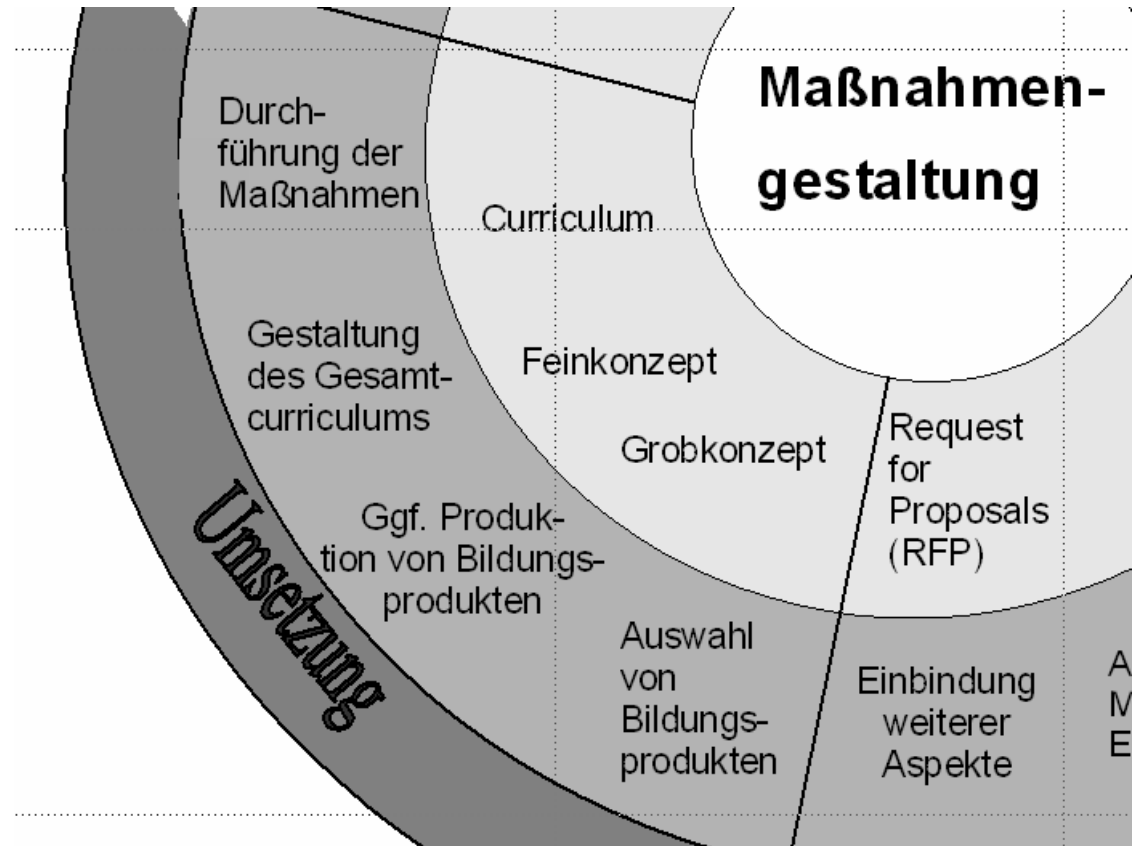 Maßnahmen-
gestaltung
Durch-
führung der
Maßnahmen
Curriculum
Gestaltung
des Gesamt-
curriculums
Feinkonzept
Grobkonzept
Request
for
Proposals
(RFP)
Ggf. Produk-
tion von Bildungs-
produkten
Umsetzung
Auswahl
von
Bildungs-
produkten
Einbindung
weiterer
Aspekte
A
M
E